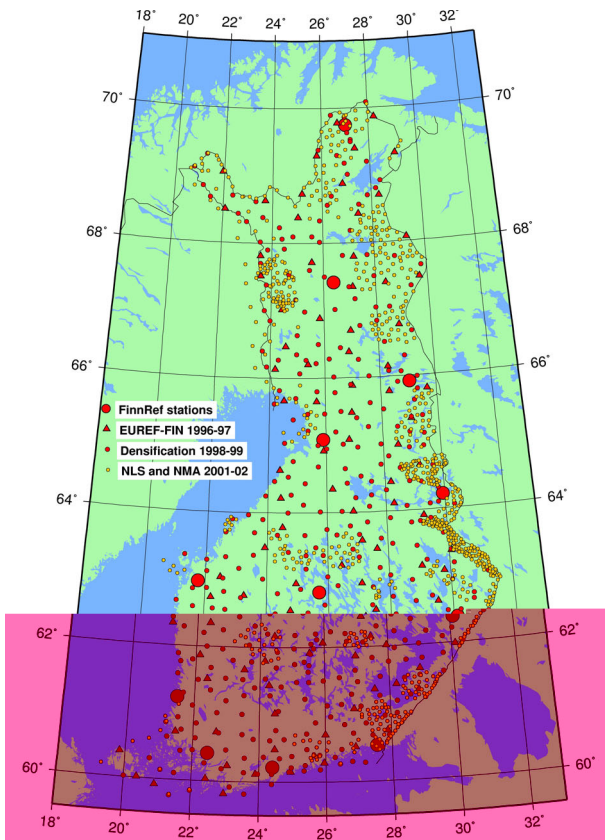 18° 20° 22° 24° 26° 28° 30° 32°
70° 70°
68° 68°
66° 66°
FinnRef stations
EUREF-FIN 1996-97
Densification 1998-99
NLS and NMA 2001-02
64° 64°
62° 62°
60° 60°
18° 20° 22° 24° 26° 28° 30° 32°